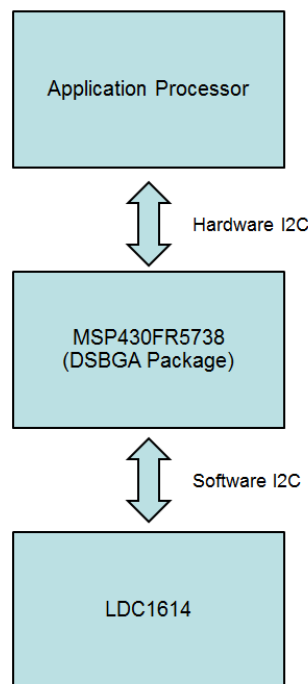 Application Processor
Hardware I2C
MSP430FR5738
(DSBGA Package)
Software I2C
LDC1614